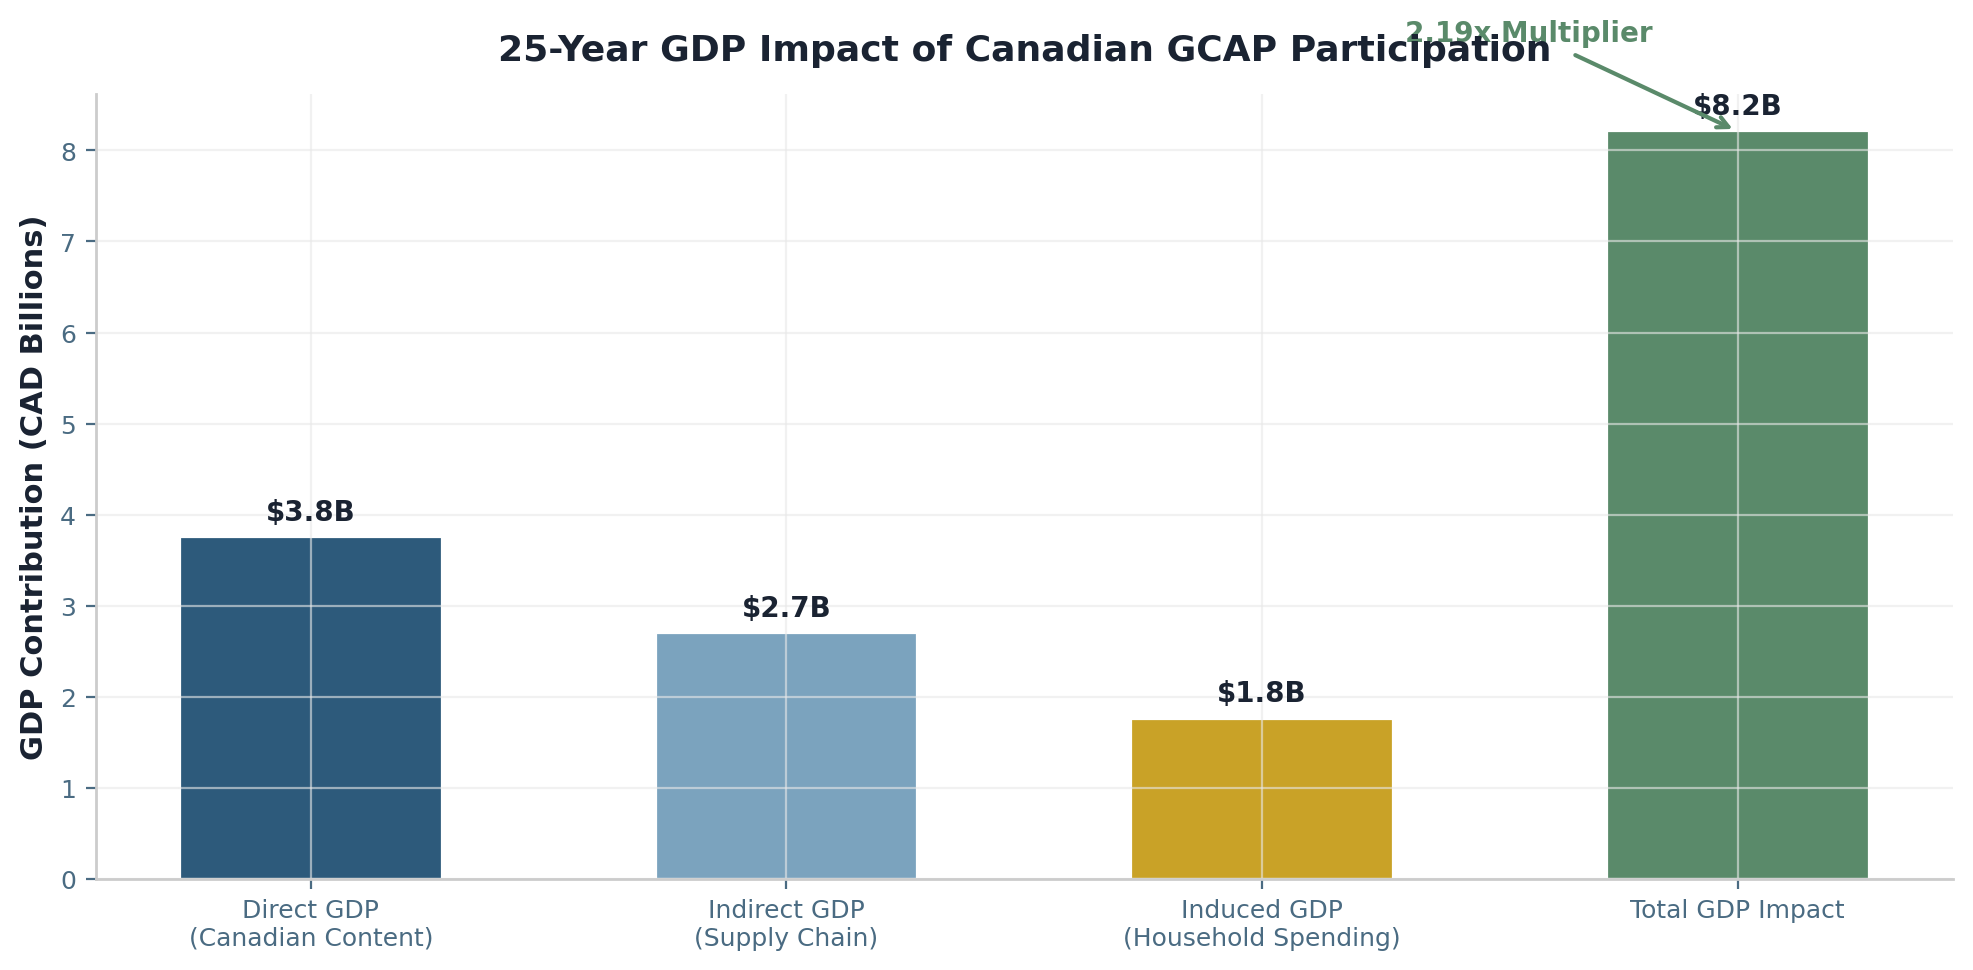 2.19x Multiplier
25-Year GDP Impact of Canadian GCAP Participation
GDP Contribution (CAD Billions)
8
7
6
5
4
3
2
1
0
$3.8B
$2.7B
$1.8B
$8.2B
Direct GDP
(Canadian Content)
Indirect GDP
(Supply Chain)
Induced GDP
(Household Spending)
Total GDP Impact